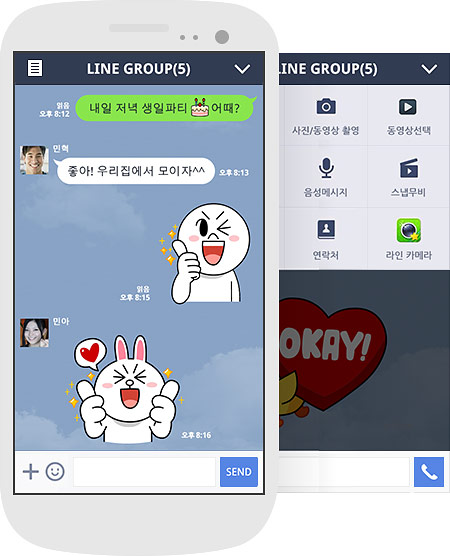 LINE GROUP(5)
읽음
오후 8:12
내일 저녁 생일파티 어때?
민혁
좋아! 우리집에서 모이자^^
오후 8:13
읽음
오후 8:15
민아
오후 8:16
SEND
LINE GROUP(5)
사진/동영상 촬영
동영상선택
음성메시지
스냅무비
연락처
라인 카메라
OKAY!